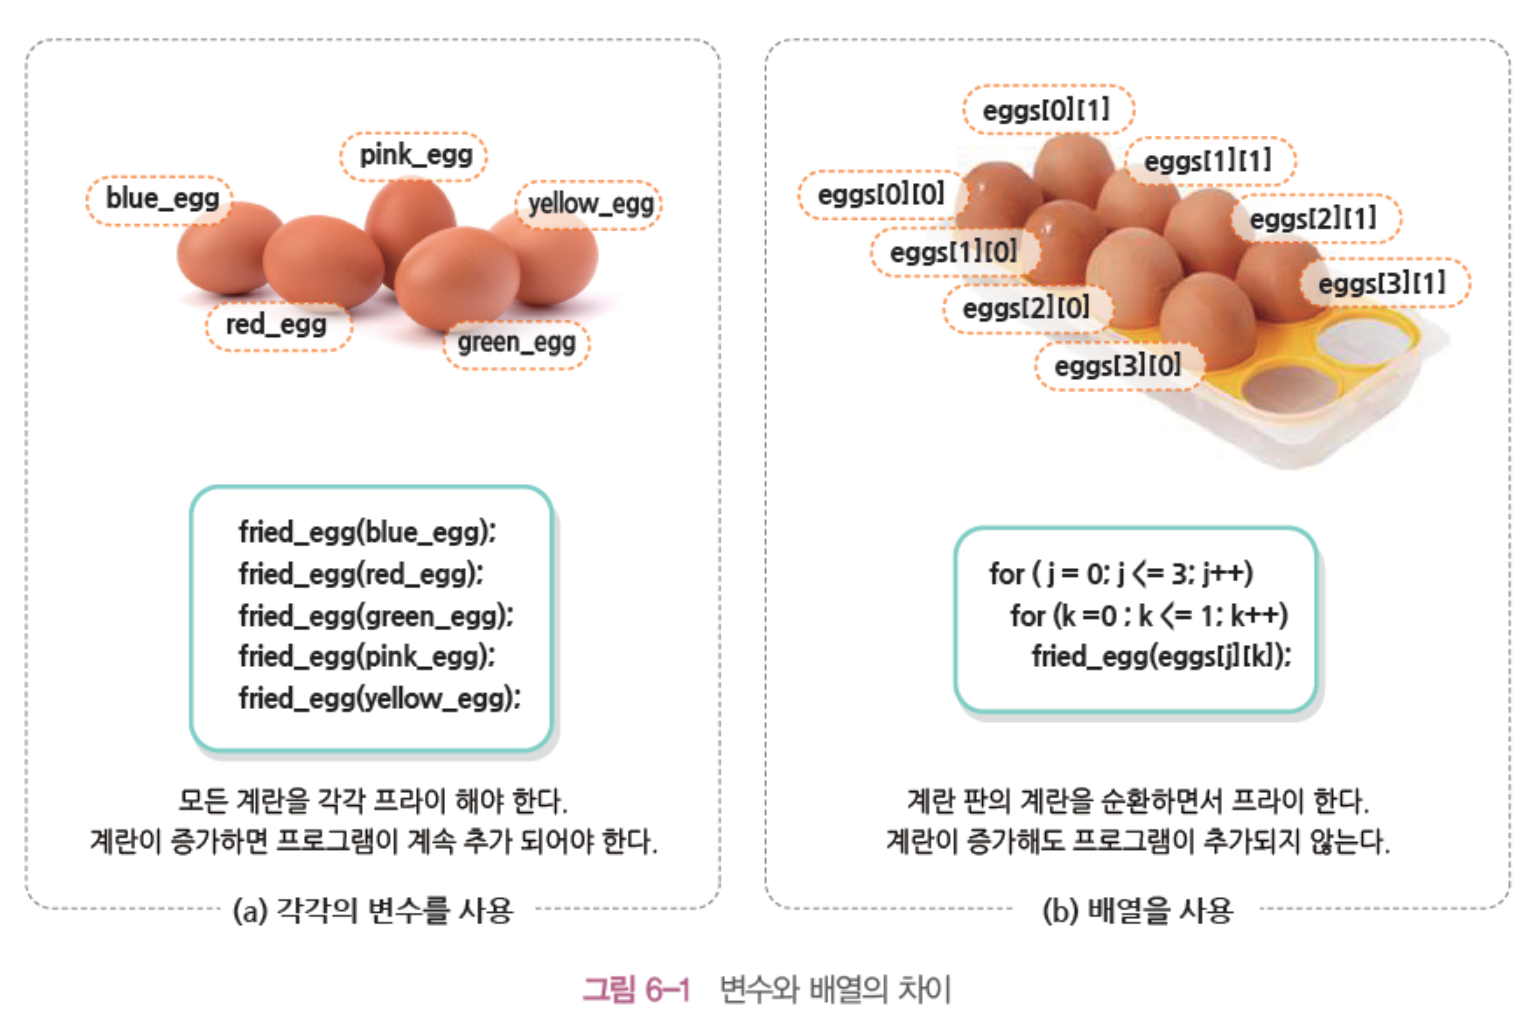 pink_egg
blue_egg
yellow_egg
red_egg
green_egg
fried_egg(blue_egg);
fried_egg(red_egg);
fried_egg(green_egg);
fried_egg(pink_egg);
fried_egg(yellow_egg);
모든 계란을 각각 프라이 해야 한다.
계란이 증가하면 프로그램이 계속 추가 되어야 한다.
(a) 각각의 변수를 사용
eggs[0][1]
eggs[1][1]
eggs[0][0]
eggs[2][1]
eggs[1][0]
eggs[3][1]
eggs[2][0]
eggs[3][0]
for ( j = 0; j <= 3; j++)
for (k =0 ; k <= 1; k++)
fried_egg(eggs[j][k]);
계란 판의 계란을 순환하면서 프라이 한다.
계란이 증가해도 프로그램이 추가되지 않는다.
(b) 배열을 사용
그림 6-1 변수와 배열의 차이